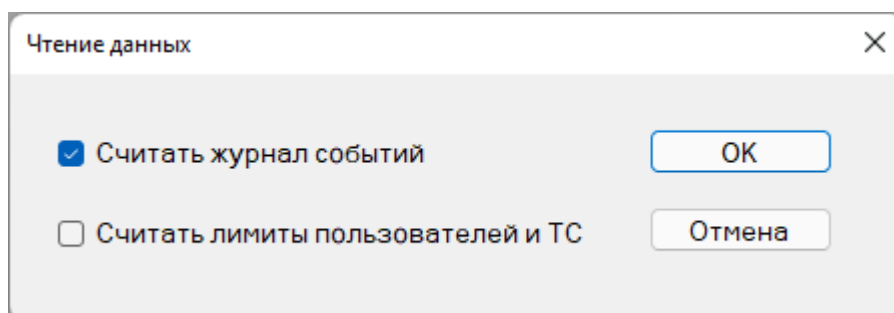 Чтение данных
Считать журнал событий
OK
Считать лимиты пользователей и ТС
Отмена